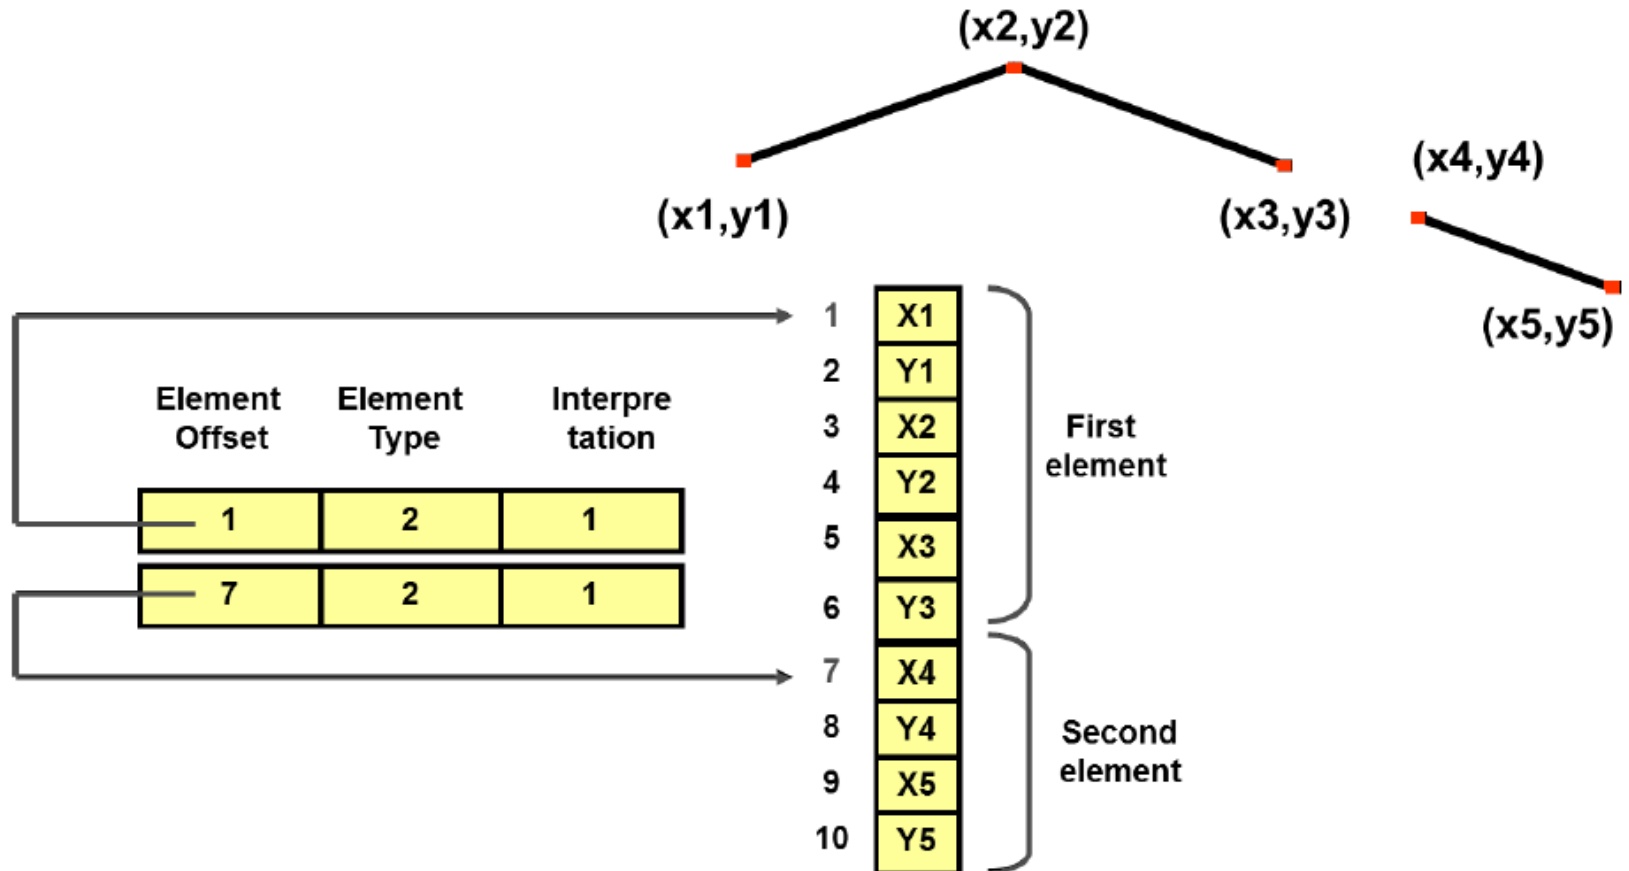 (x2,y2)
(x4,y4)
(x1,y1)
(x3,y3)
(x5,y5)
Element Offset
Element Type
Interpre tation
1 2 1
7 2 1
1 X1
2 Y1
3 X2
4 Y2
5 X3
6 Y3
7 X4
8 Y4
9 X5
10 Y5
First
element
Second
element